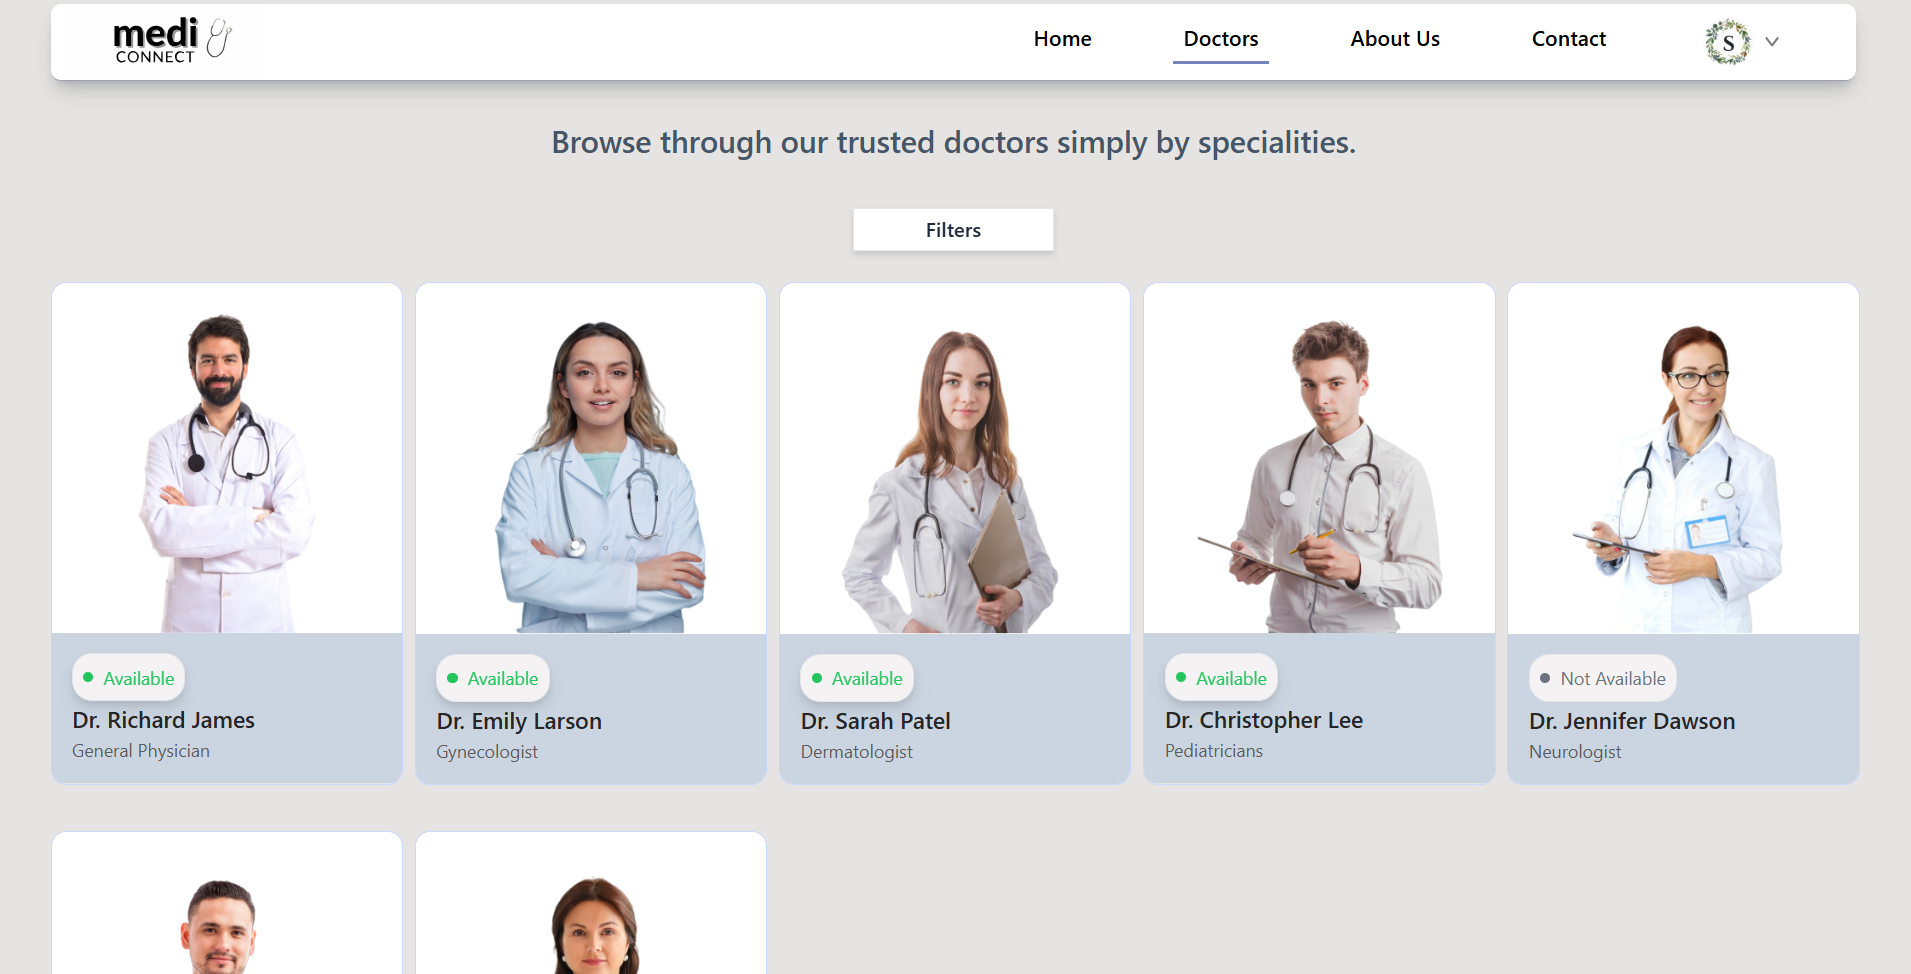 medi
CONNECT
Home
Doctors
About Us
Contact
S
Browse through our trusted doctors simply by specialities.
Filters
Available
Dr. Richard James
General Physician
Available
Dr. Emily Larson
Gynecologist
Available
Dr. Sarah Patel
Dermatologist
Available
Dr. Christopher Lee
Pediatricians
Not Available
Dr. Jennifer Dawson
Neurologist